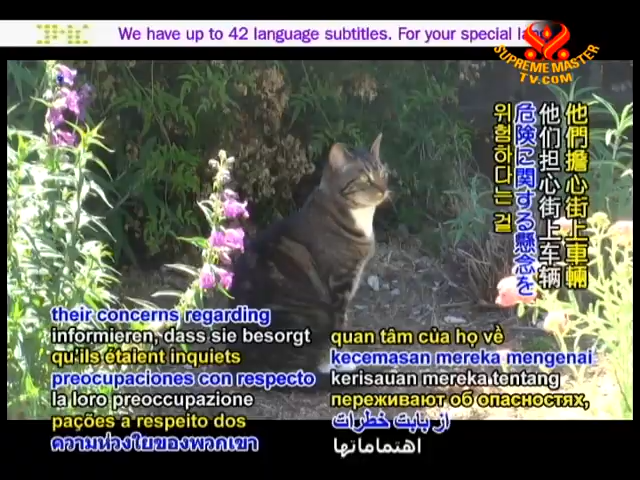 We have up to 42 language subtitles. For your special
SUPREME MASTER
TV.COM
他們擔心街上車輛
他们担心街上车辆
危険に関する懸念を
위험하다는 걸
their concerns regarding
informieren, dass sie besorgt
qu'ils étaient inquiets
preocupaciones con respecto
la loro preoccupazione
pações a respeito dos
ความห่วงใยของพวกเขา
quan tâm của họ về
kecemasan mereka mengenai
kerisauan mereka tentang
переживают об опасностях,
از بابت خطرات
اهتماماتها